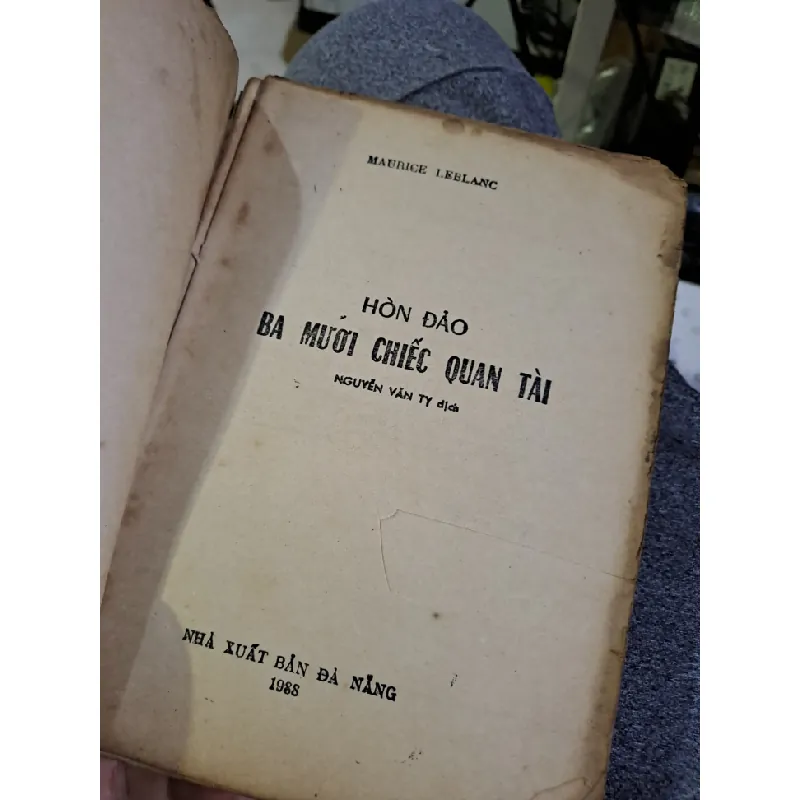 MAURICE LEBLANC
HÒN ĐẢO
BA MƯƠI CHIẾC QUAN TÀI
NGUYỄN VĂN TỴ dịch
NHÀ XUẤT BẢN ĐÀ NẴNG
1988